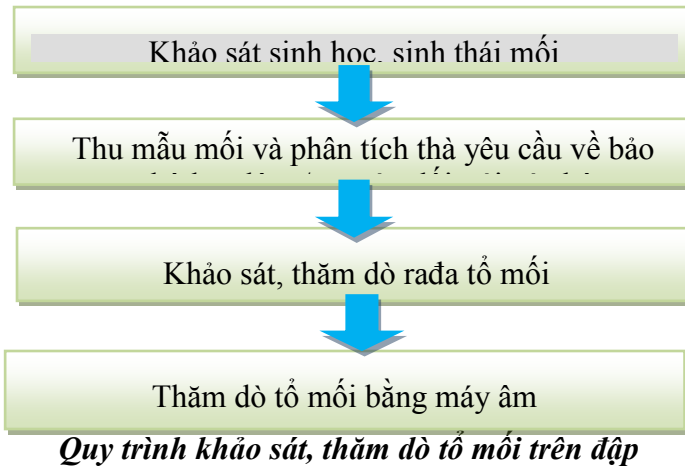 Khảo sát sinh học, sinh thái mối
Thu mẫu mối và phân tích thà yêu cầu về bảo
Khảo sát, thăm dò rađa tổ mối
Thăm dò tổ mối bằng máy âm
Quy trình khảo sát, thăm dò tổ mối trên đập